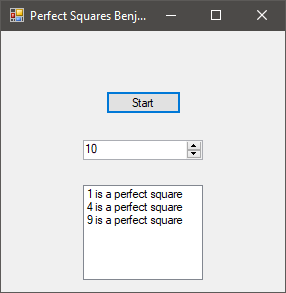 Perfect Squares Benj...
Start
10
1 is a perfect square
4 is a perfect square
9 is a perfect square